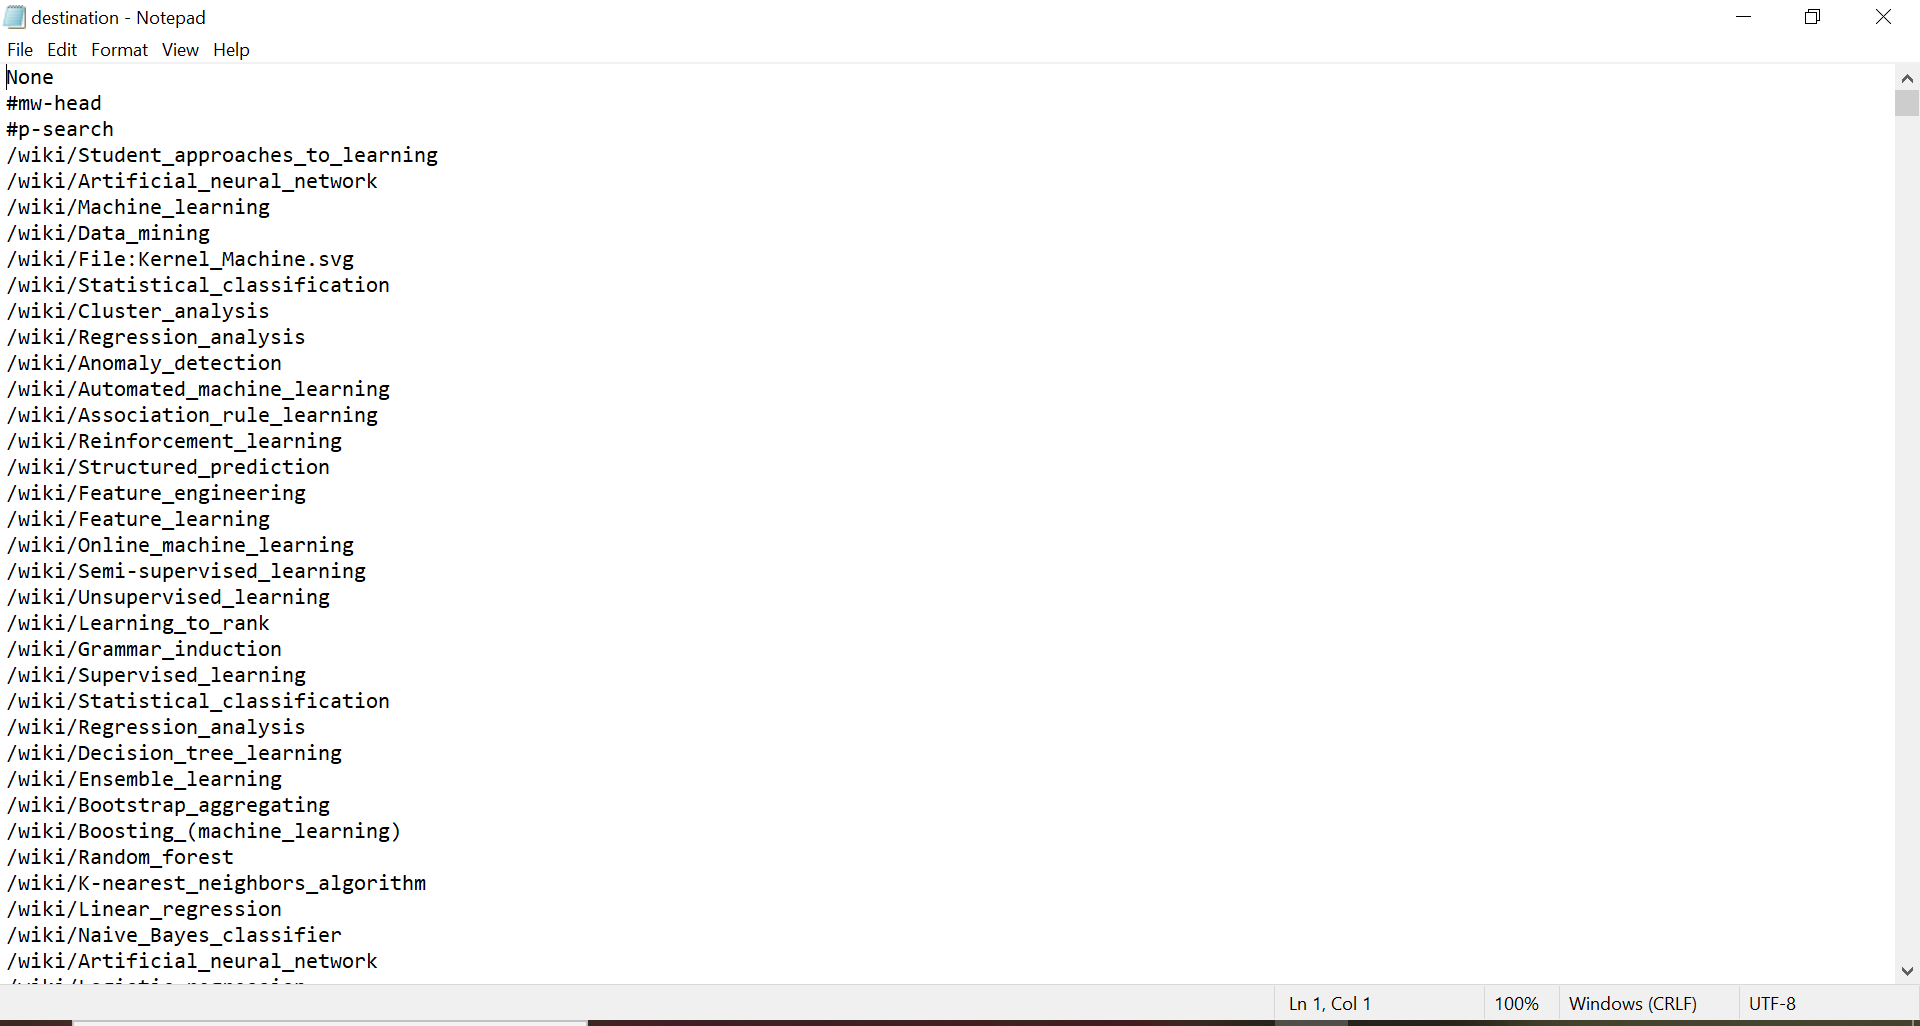 destination - Notepad
File Edit Format View Help
None
#mw-head
#p-search
/wiki/Student_approaches_to_learning
/wiki/Artificial_neural_network
/wiki/Machine_learning
/wiki/Data_mining
/wiki/File:Kernel_Machine.svg
/wiki/Statistical_classification
/wiki/Cluster_analysis
/wiki/Regression_analysis
/wiki/Anomaly_detection
/wiki/Automated_machine_learning
/wiki/Association_rule_learning
/wiki/Reinforcement_learning
/wiki/Structured_prediction
/wiki/Feature_engineering
/wiki/Feature_learning
/wiki/Online_machine_learning
/wiki/Semi-supervised_learning
/wiki/Unsupervised_learning
/wiki/Learning_to_rank
/wiki/Grammar_induction
/wiki/Supervised_learning
/wiki/Statistical_classification
/wiki/Regression_analysis
/wiki/Decision_tree_learning
/wiki/Ensemble_learning
/wiki/Bootstrap_aggregating
/wiki/Boosting_(machine_learning)
/wiki/Random_forest
/wiki/K-nearest_neighbors_algorithm
/wiki/Linear_regression
/wiki/Naive_Bayes_classifier
/wiki/Artificial_neural_network
Ln 1, Col 1 100% Windows (CRLF) UTF-8